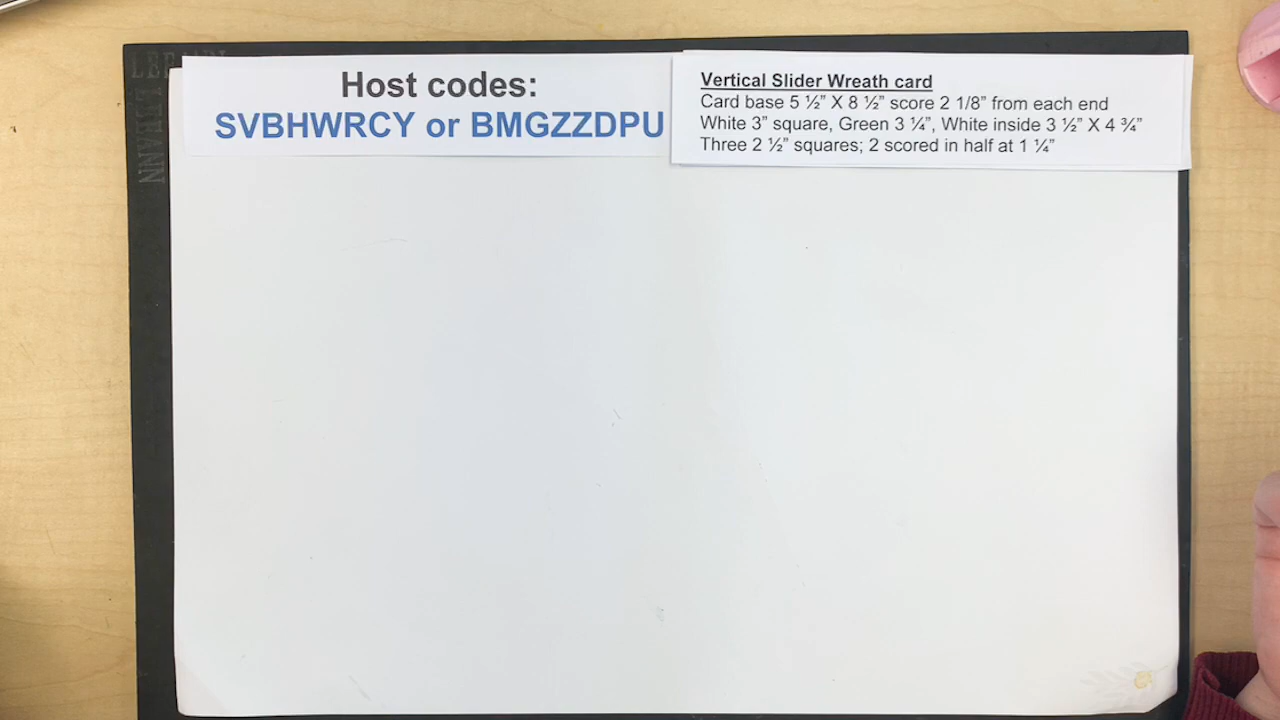 Host codes:
SVBHWRCY or BMGZZDPU
Vertical Slider Wreath card
Card base 5 ½” X 8 ½” score 2 1/8” from each end
White 3” square, Green 3 ¼”, White inside 3 ½” X 4 ¾”
Three 2 ½” squares; 2 scored in half at 1 ¼”